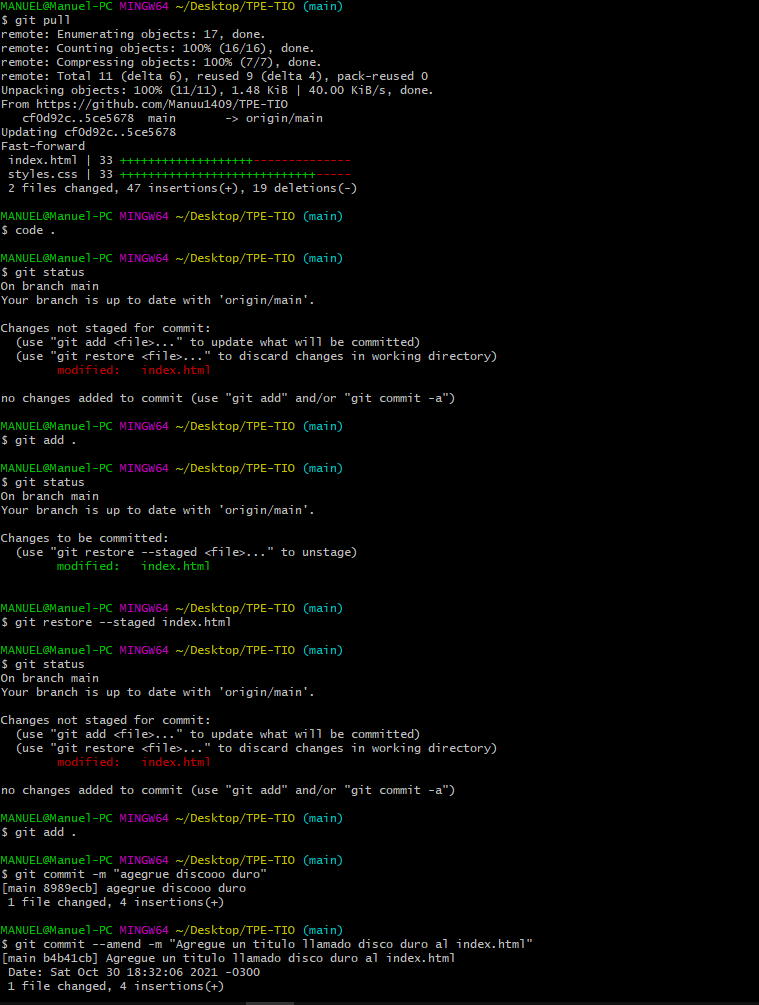 MANUEL@Manuel-PC MINGW64 ~/Desktop/TPE-TIO (main)
$ git pull
remote: Enumerating objects: 17, done.
remote: Counting objects: 100% (16/16), done.
remote: Compressing objects: 100% (7/7), done.
remote: Total 11 (delta 6), reused 9 (delta 4), pack-reused 0
Unpacking objects: 100% (11/11), 1.48 KiB | 40.00 KiB/s, done.
From https://github.com/Manuu1409/TPE-TIO
   cf0d92c..5ce5678  main       -> origin/main
Updating cf0d92c..5ce5678
Fast-forward
 index.html | 33 +++++++++++++++++++--------------
 styles.css | 33 ++++++++++++++++++++++++++++-----
 2 files changed, 47 insertions(+), 19 deletions(-)

MANUEL@Manuel-PC MINGW64 ~/Desktop/TPE-TIO (main)
$ code .

MANUEL@Manuel-PC MINGW64 ~/Desktop/TPE-TIO (main)
$ git status
On branch main
Your branch is up to date with 'origin/main'.

Changes not staged for commit:
  (use "git add <file>..." to update what will be committed)
  (use "git restore <file>..." to discard changes in working directory)
        modified:   index.html

no changes added to commit (use "git add" and/or "git commit -a")

MANUEL@Manuel-PC MINGW64 ~/Desktop/TPE-TIO (main)
$ git add .

MANUEL@Manuel-PC MINGW64 ~/Desktop/TPE-TIO (main)
$ git status
On branch main
Your branch is up to date with 'origin/main'.

Changes to be committed:
  (use "git restore --staged <file>..." to unstage)
        modified:   index.html


MANUEL@Manuel-PC MINGW64 ~/Desktop/TPE-TIO (main)
$ git restore --staged index.html

MANUEL@Manuel-PC MINGW64 ~/Desktop/TPE-TIO (main)
$ git status
On branch main
Your branch is up to date with 'origin/main'.

Changes not staged for commit:
  (use "git add <file>..." to update what will be committed)
  (use "git restore <file>..." to discard changes in working directory)
        modified:   index.html

no changes added to commit (use "git add" and/or "git commit -a")

MANUEL@Manuel-PC MINGW64 ~/Desktop/TPE-TIO (main)
$ git add .

MANUEL@Manuel-PC MINGW64 ~/Desktop/TPE-TIO (main)
$ git commit -m "agegrue discooo duro"
[main 8989ecb] agegrue discooo duro
 1 file changed, 4 insertions(+)

MANUEL@Manuel-PC MINGW64 ~/Desktop/TPE-TIO (main)
$ git commit --amend -m "Agregue un titulo llamado disco duro al index.html"
[main b4b41cb] Agregue un titulo llamado disco duro al index.html
 Date: Sat Oct 30 18:32:06 2021 -0300
 1 file changed, 4 insertions(+)